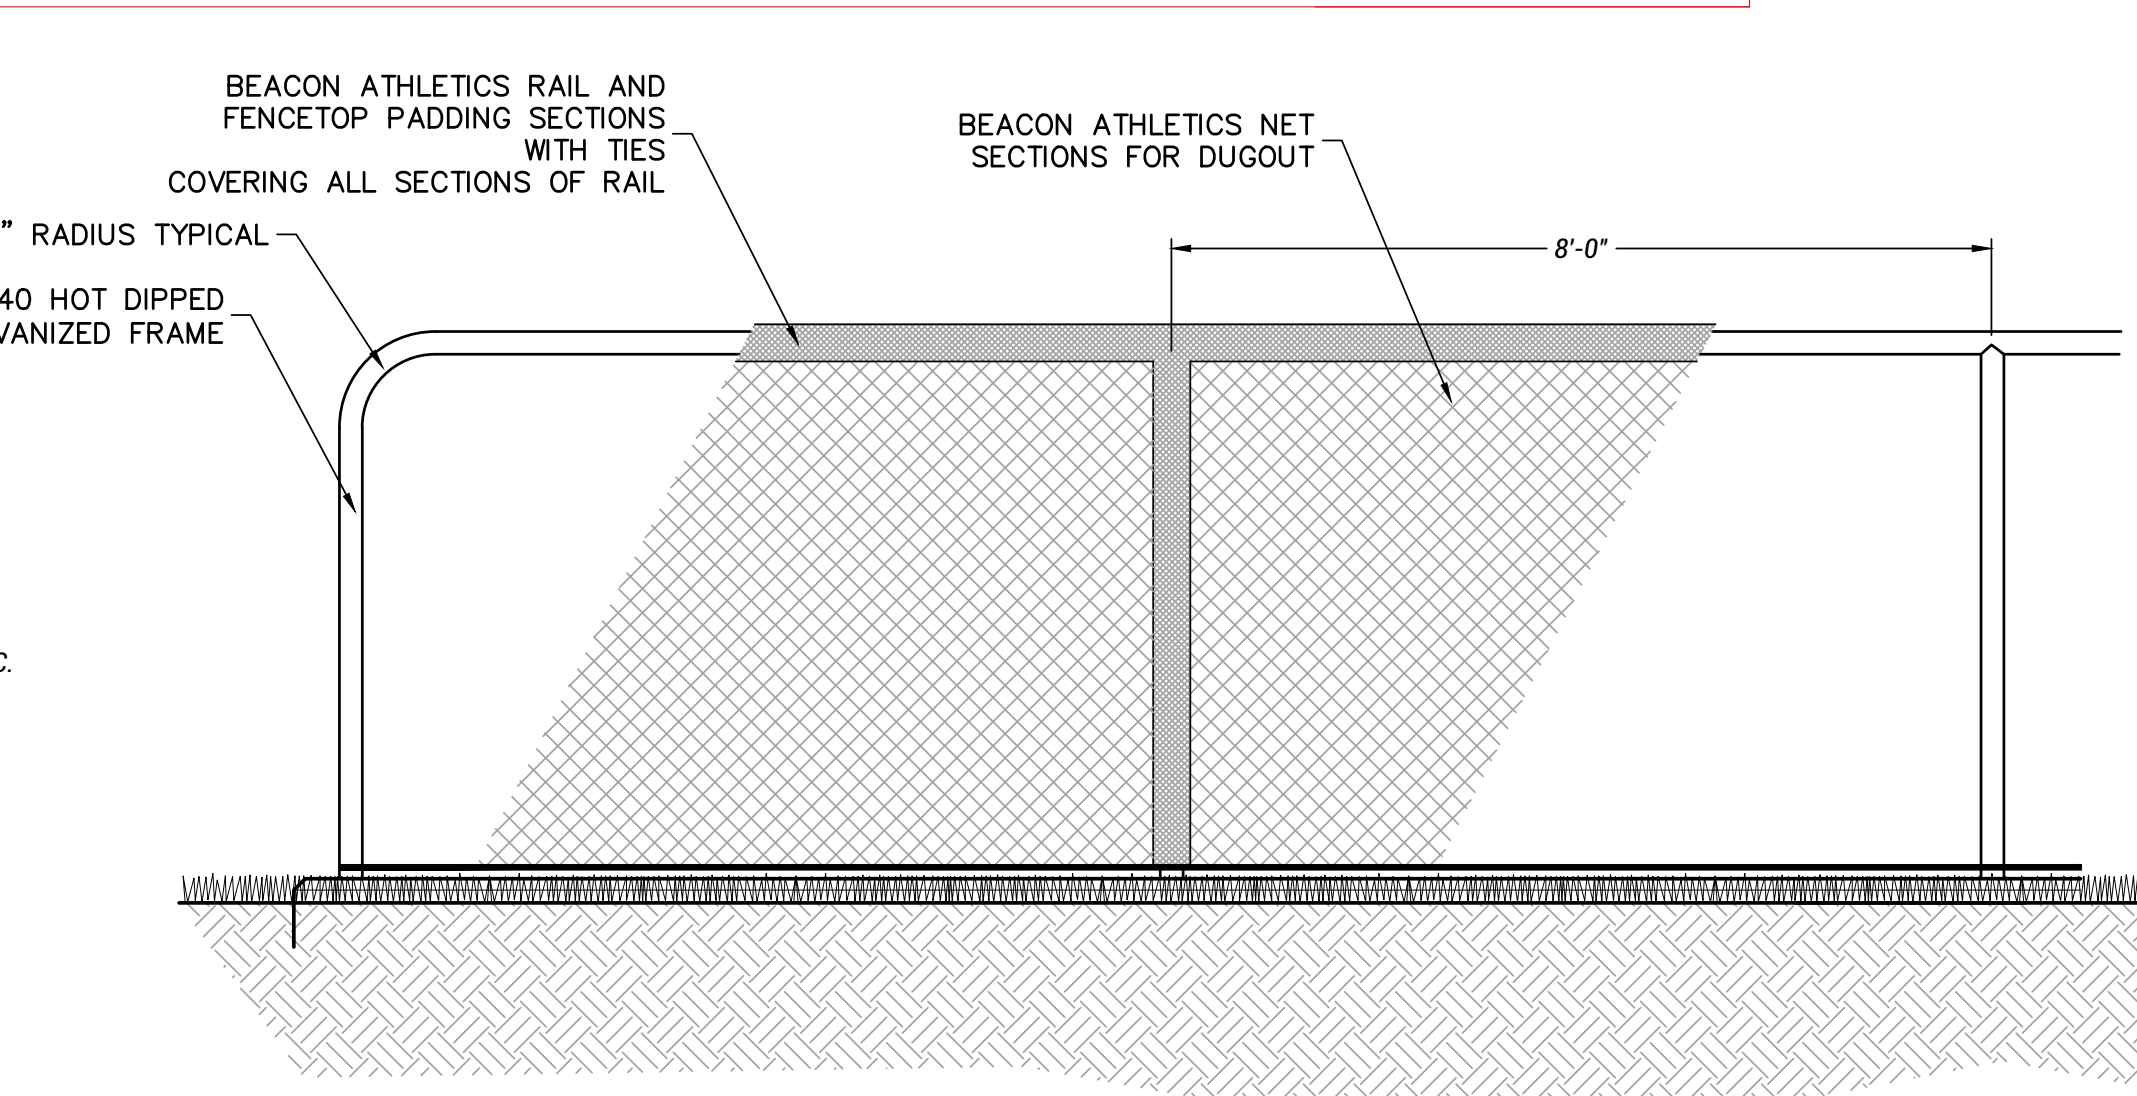 BEACON ATHLETICS RAIL AND
FENCETOP PADDING SECTIONS
WITH TIES
COVERING ALL SECTIONS OF RAIL
BEACON ATHLETICS NET
SECTIONS FOR DUGOUT
” RADIUS TYPICAL
8'-0"
40 HOT DIPPED
VANIZED FRAME
C.